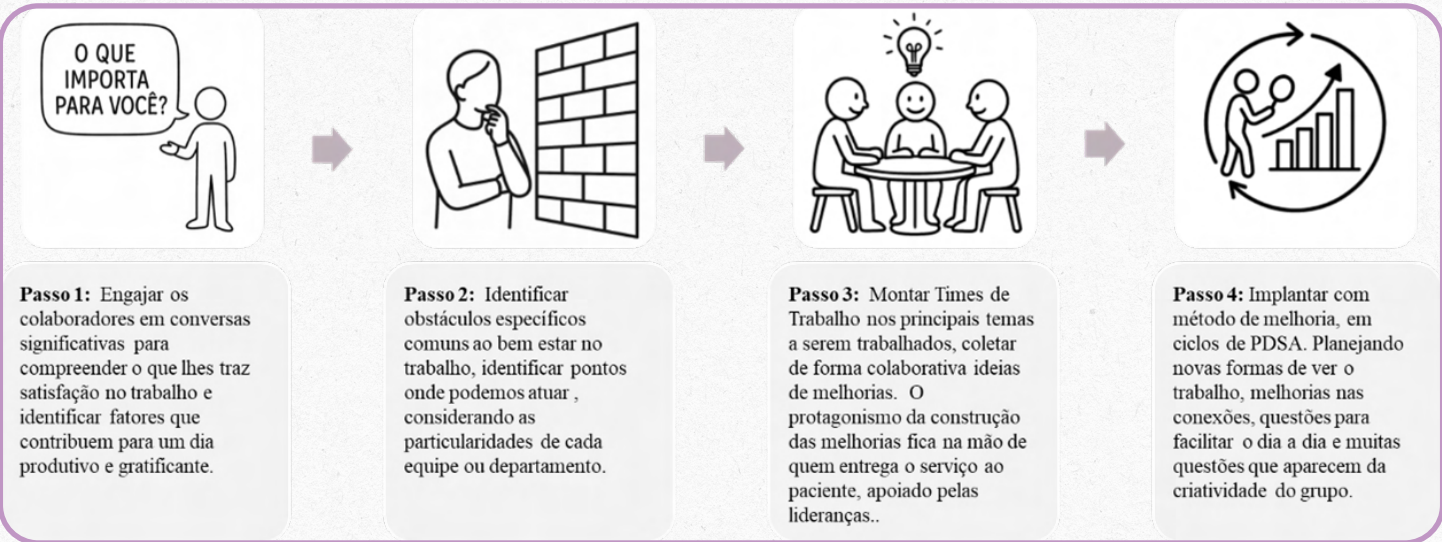 O QUE
IMPORTA
PARA VOCÊ?
Passo 1: Engajar os
colaboradores em conversas
significativas para
compreender o que lhes traz
satisfação no trabalho e
identificar fatores que
contribuem para um dia
produtivo e gratificante.
Passo 2: Identificar
obstáculos específicos
comuns ao bem estar no
trabalho, identificar pontos
onde podemos atuar ,
considerando as
particularidades de cada
equipe ou departamento.
Passo 3: Montar Times de
Trabalho nos principais temas
a serem trabalhados, coletar
de forma colaborativa ideias
de melhorias. O
protagonismo da construção
das melhorias fica na mão de
quem entrega o serviço ao
paciente, apoiado pelas
lideranças..
Passo 4: Implantar com
método de melhoria, em
ciclos de PDSA. Planejando
novas formas de ver o
trabalho, melhorias nas
conexões, questões para
facilitar o dia a dia e muitas
questões que aparecem da
criatividade do grupo.